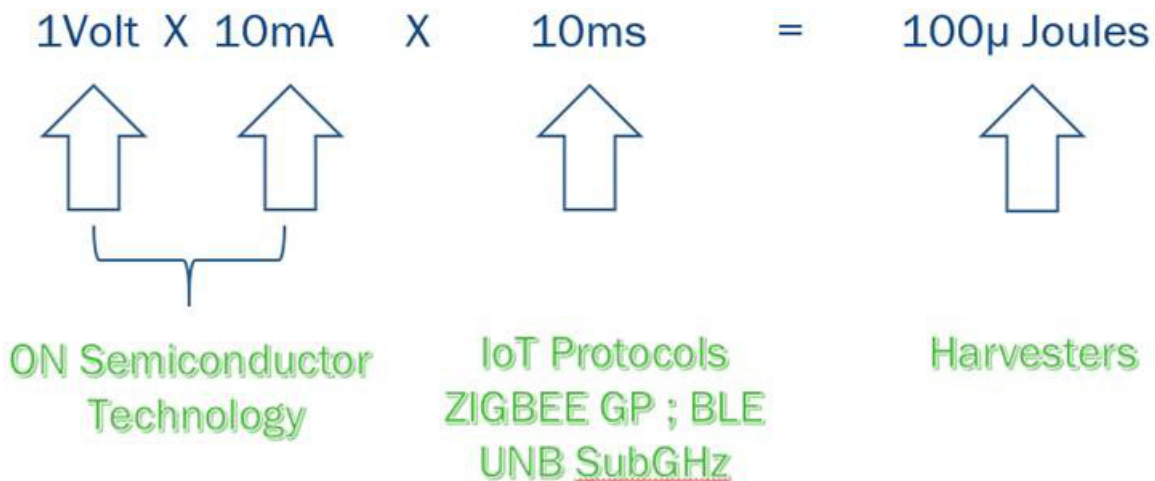 1Volt X 10mA X 10ms = 100µ Joules
ON Semiconductor
Technology
IoT Protocols
ZIGBEE GP ; BLE
UNB SubGHz
Harvesters